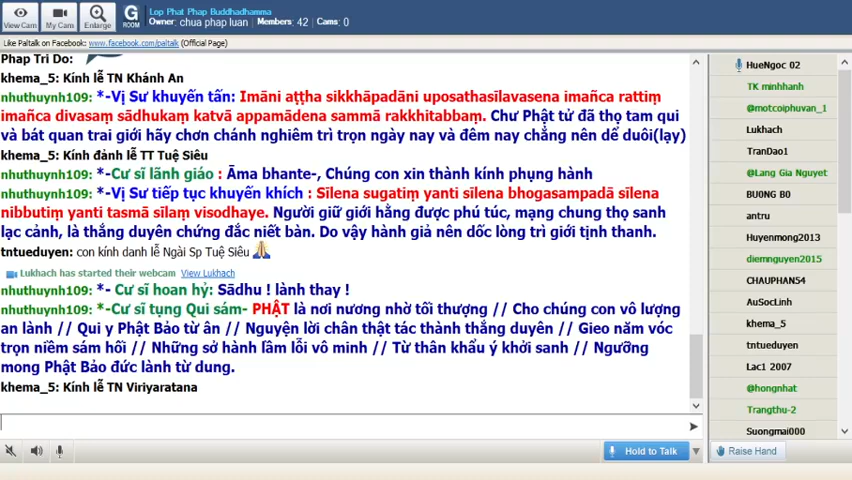 Lop Phat Phap Buddhadhamma
Owner: chua phap luan  Members: 42  Cams: 0
View Cam
My Cam
Enlarge
G
ROOM
Like Paltalk on Facebook: www.facebook.com/paltalk (Official Page)
Phap Tri Do:
khema_5: Kính lễ TN Khánh An
nhuthuynh109: *-Vị Sư khuyến tấn: Imāni aṭṭha sikkhāpadāni uposathasīlavasena imañca rattiṃ
imañca divasaṃ sādhukaṃ katvā appamādena sammā rakkhitabbaṃ. Chư Phật tử đã thọ tam qui
và bát quan trai giới hãy chơn chánh nghiêm trì trọn ngày nay và đêm nay chẳng nên dể duôi(lạy)
khema_5: Kính đảnh lễ TT Tuệ Siêu
nhuthuynh109: *-Cư sĩ lãnh giáo : Āma bhante-, Chúng con xin thành kính phụng hành
nhuthuynh109: *-Vị Sư tiếp tục khuyến khích : Sīlena sugatiṃ yanti sīlena bhogasampadā sīlena
nibbutiṃ yanti tasmā sīlaṃ visodhaye. Người giữ giới hằng được phú túc, mạng chung thọ sanh
lạc cảnh, là thắng duyên chứng đắc niết bàn. Do vậy hành giả nên dốc lòng trì giới tịnh thanh.
tntueduyen: con kính danh lễ Ngài Sp Tuệ Siêu
Lukhach has started their webcam View Lukhach
nhuthuynh109: *- Cư sĩ hoan hỷ: Sādhu ! lành thay !
nhuthuynh109: *-Cư sĩ tụng Qui sám- PHẬT là nơi nương nhờ tối thượng // Cho chúng con vô lượng
an lành // Qui y Phật Bảo từ ân // Nguyện lời chân thật tác thành thắng duyên // Gieo năm vóc
trọn niềm sám hối // Những sở hành lầm lỗi vô minh // Từ thân khẩu ý khởi sanh // Ngưỡng
mong Phật Bảo đức lành từ dung.
khema_5: Kính lễ TN Viriyaratana
Hold to Talk
Raise Hand
HueNgoc 02
TK minhhanh
@motcoiphuvan_1
Lukhach
TranDao1
@Lang Gia Nguyet
BU0NG B0
antru
Huyenmong2013
diemnguyen2015
CHAUPHAN54
AuSocLinh
khema_5
tntueduyen
Lac1 2007
@hongnhat
Trangthu-2
Suongmai000